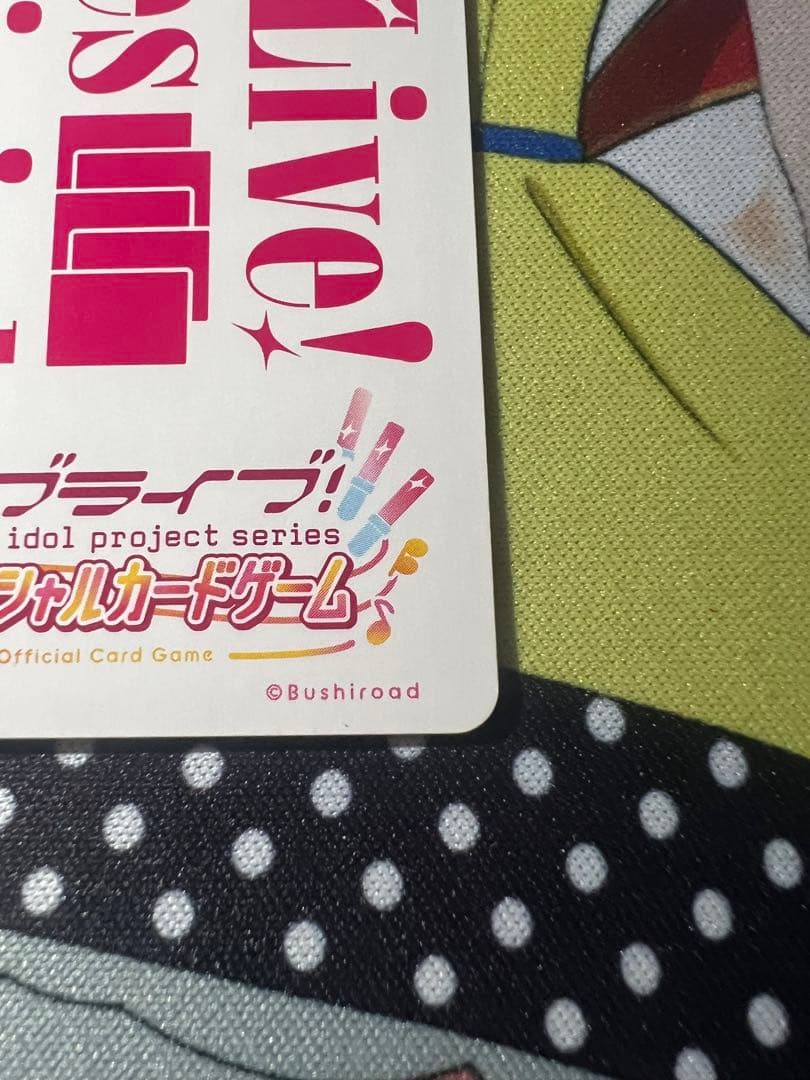 Live!
es
ブライブ!
idol project series
シャルカードゲーム
Official Card Game
©Bushiroad